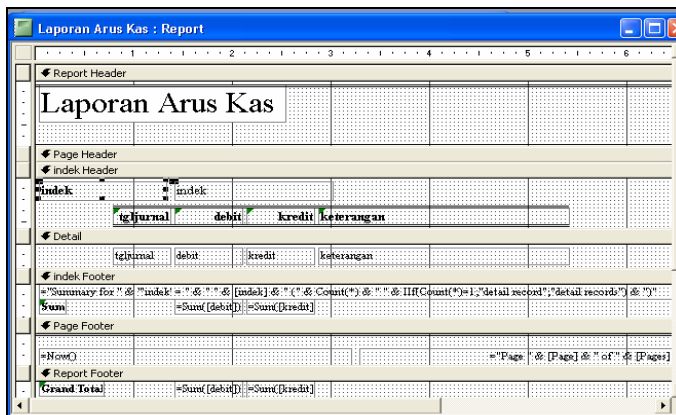 Laporan Arus Kas : Report
1 2 3 4 5 6
Report Header
Laporan Arus Kas
Page Header
indek Header
indek indek
tgljurnal debit kredit keterangan
Detail
tgljurnal debit kredit keterangan
indek Footer
="Summary for " & "'indek' = " & " " & [indek] & " (" & Count(*) & " " & IIf(Count(*)=1;"detail record";"detail records") & ")"
Sum =Sum([debit]) =Sum([kredit]
Page Footer
=Now() ="Page " & [Page] & " of " & [Pages]
Report Footer
Grand Total =Sum([debit]) =Sum([kredit]